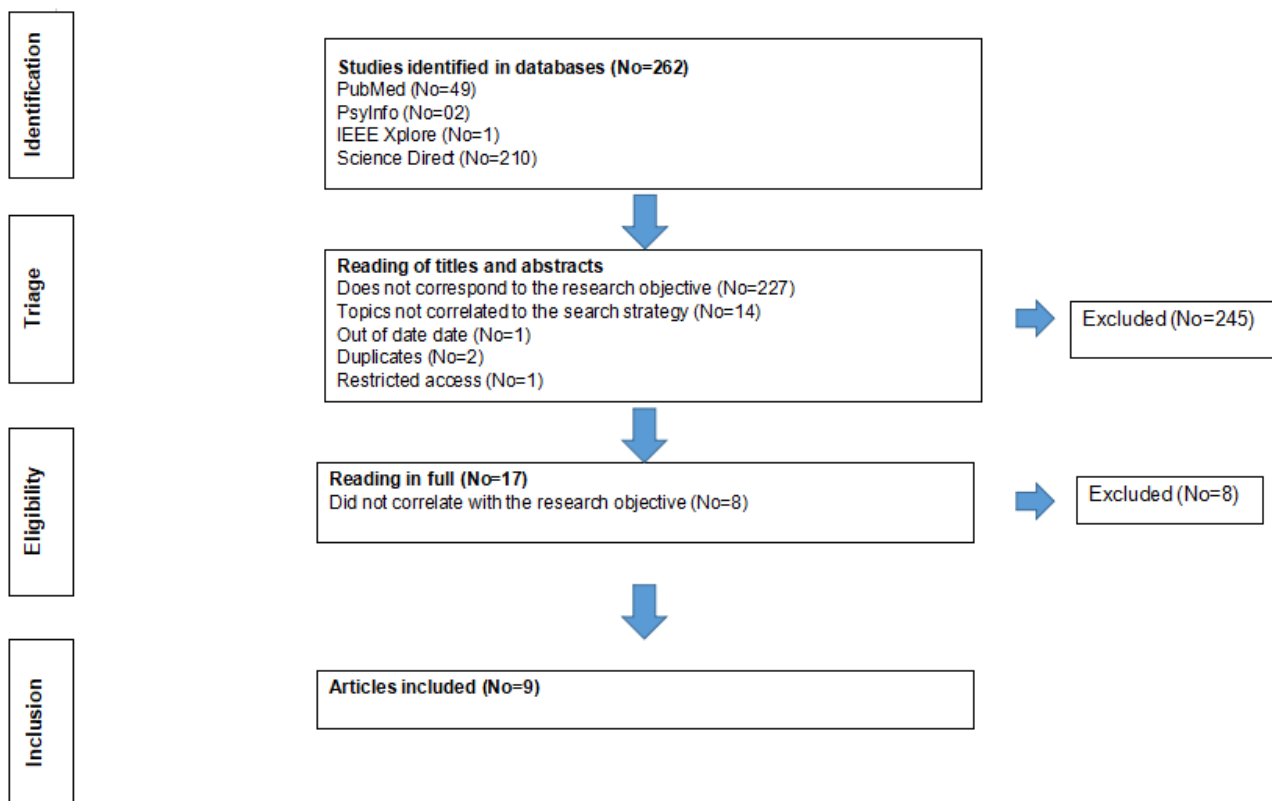 Identification
Studies identified in databases (No=262)
PubMed (No=49)
PsyInfo (No=02)
IEEE Xplore (No=1)
Science Direct (No=210)
Triage
Reading of titles and abstracts
Does not correspond to the research objective (No=227)
Topics not correlated to the search strategy (No=14)
Out of date date (No=1)
Duplicates (No=2)
Restricted access (No=1)
Excluded (No=245)
Eligibility
Reading in full (No=17)
Did not correlate with the research objective (No=8)
Excluded (No=8)
Inclusion
Articles included (No=9)